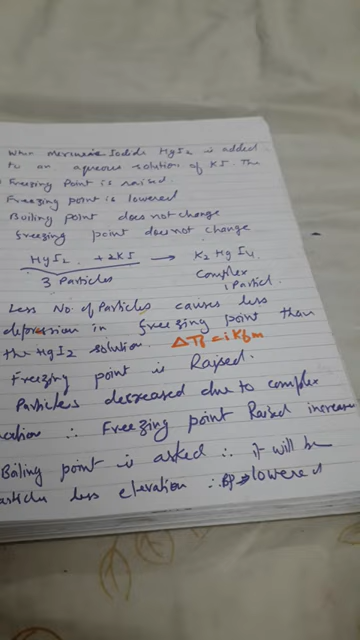 When Mercuric Iodide HgI2 is added
to an aqueous solution of KI. The
Freezing Point is raised.
Freezing point is lowered
Boiling point does not change
freezing point does not change
HgI2 + 2KI → K2HgI4
3 Particles Complex
1 Particl.
Less No. of Particles causes less
depression in freezing point than
the HgI2 solution. ΔTf = iKfm
Freezing point is Raised.
Particles decreased due to complex
∴ Freezing point Raised increases
Boiling point is asked ∴ it will be
less elevation ∴ BP → lowered